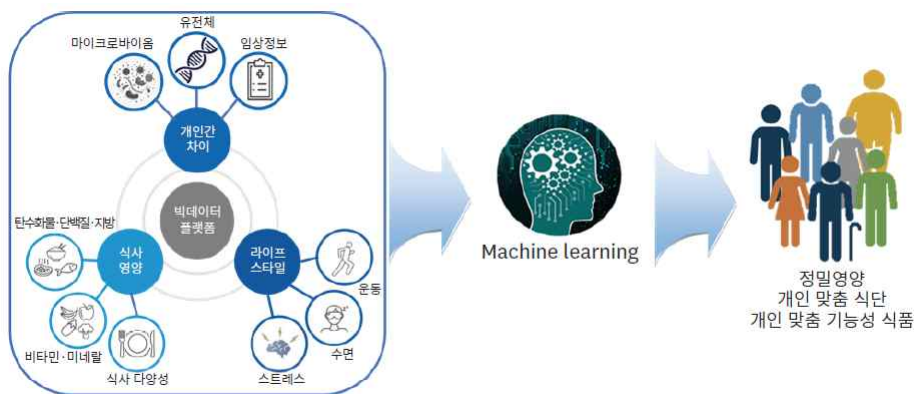 유전체
마이크로바이옴
임상정보
개인간
차이
빅데이터
플랫폼
탄수화물·단백질·지방
식사
영양
라이프
스타일
운동
수면
비타민·미네랄
식사 다양성
스트레스
Machine learning
정밀영양
개인 맞춤 식단
개인 맞춤 기능성 식품